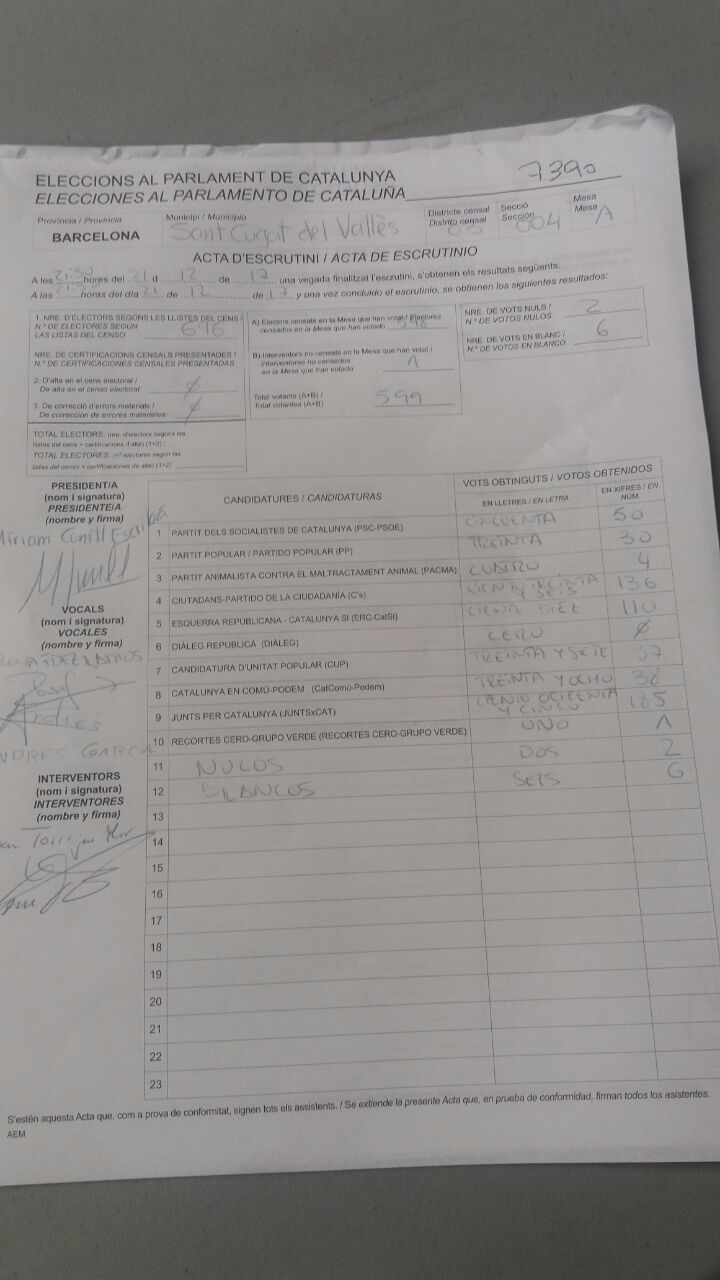 7390
ELECCIONS AL PARLAMENT DE CATALUNYA
ELECCIONES AL PARLAMENTO DE CATALUÑA
Província / Provincia
BARCELONA
Municipi / Municipio
Sant Cugat del Vallès
Districte censal
Distrito censal
03
Secció
Sección
004
Mesa
Mesa
A
ACTA D'ESCRUTINI / ACTA DE ESCRUTINIO
A les 21:50 hores del 21 d 12 de 17, una vegada finalitzat l'escrutini, s'obtenen els resultats següents:
A las horas del día 21 de 12 de 17, y una vez concluido el escrutinio, se obtienen los siguientes resultados:
1. NRE. D'ELECTORS SEGONS LES LLISTES DEL CENS /
N.º DE ELECTORES SEGÚN
LAS LISTAS DEL CENSO
696
NRE. DE CERTIFICACIONS CENSALS PRESENTADES /
N.º CERTIFICACIONES CENSALES PRESENTADAS
2. D'alta en el cens electoral /
De alta en el censo electoral:
∅
3. De correcció d'errors materials /
De corrección de errores materiales:
∅
TOTAL ELECTORS: (nre. d'electors segons les
llistes del cens + certificacions d'alta) (1+2) /
TOTAL ELECTORES: (nº electores según las
listas del censo + certificaciones de alta) (1+2)
A) Electors censats en la Mesa que han votat / Electores
censados en la Mesa que han votado
598
B) Interventors no censats en la Mesa que han votat /
Interventores no censados
en la Mesa que han votado
1
Total votants (A+B) /
Total votantes (A+B)
599
NRE. DE VOTS NULS /
N.º DE VOTOS NULOS
2
NRE. DE VOTS EN BLANC /
N.º DE VOTOS EN BLANCO
6
PRESIDENT/A
(nom i signatura)
PRESIDENTE/A
(nombre y firma)
VOCALS
(nom i signatura)
VOCALES
(nombre y firma)
ANDRES GARCIA
INTERVENTORS
(nom i signatura)
INTERVENTORES
(nombre y firma)
CANDIDATURES / CANDIDATURAS
VOTS OBTINGUTS / VOTOS OBTENIDOS
EN LLETRES / EN LETRA
EN XIFRES / EN NÚM.
1 PARTIT DELS SOCIALISTES DE CATALUNYA (PSC-PSOE) CINCUENTA 50
2 PARTIT POPULAR / PARTIDO POPULAR (PP) TREINTA 30
3 PARTIT ANIMALISTA CONTRA EL MALTRACTAMENT ANIMAL (PACMA) CUATRO 4
4 CIUTADANS-PARTIDO DE LA CIUDADANÍA (C's) CIENTO TREINTA Y SEIS 136
5 ESQUERRA REPUBLICANA - CATALUNYA SI (ERC-CatSí) CIENTO DIEZ 110
6 DIÀLEG REPUBLICÀ (DIÀLEG) CERO ∅
7 CANDIDATURA D'UNITAT POPULAR (CUP) TREINTA Y SIETE 37
8 CATALUNYA EN COMÚ-PODEM (CatComú-Podem) TREINTA Y OCHO 38
9 JUNTS PER CATALUNYA (JUNTSxCAT) CIENTO OCHENTA Y CINCO 185
10 RECORTES CERO-GRUPO VERDE (RECORTES CERO-GRUPO VERDE) UNO 1
11 NULOS DOS 2
12 BLANCOS SEIS 6
13
14
15
16
17
18
19
20
21
22
23
S'estén aquesta Acta que, com a prova de conformitat, signen tots els assistents. / Se extiende la presente Acta que, en prueba de conformidad, firman todos los asistentes.
AEM